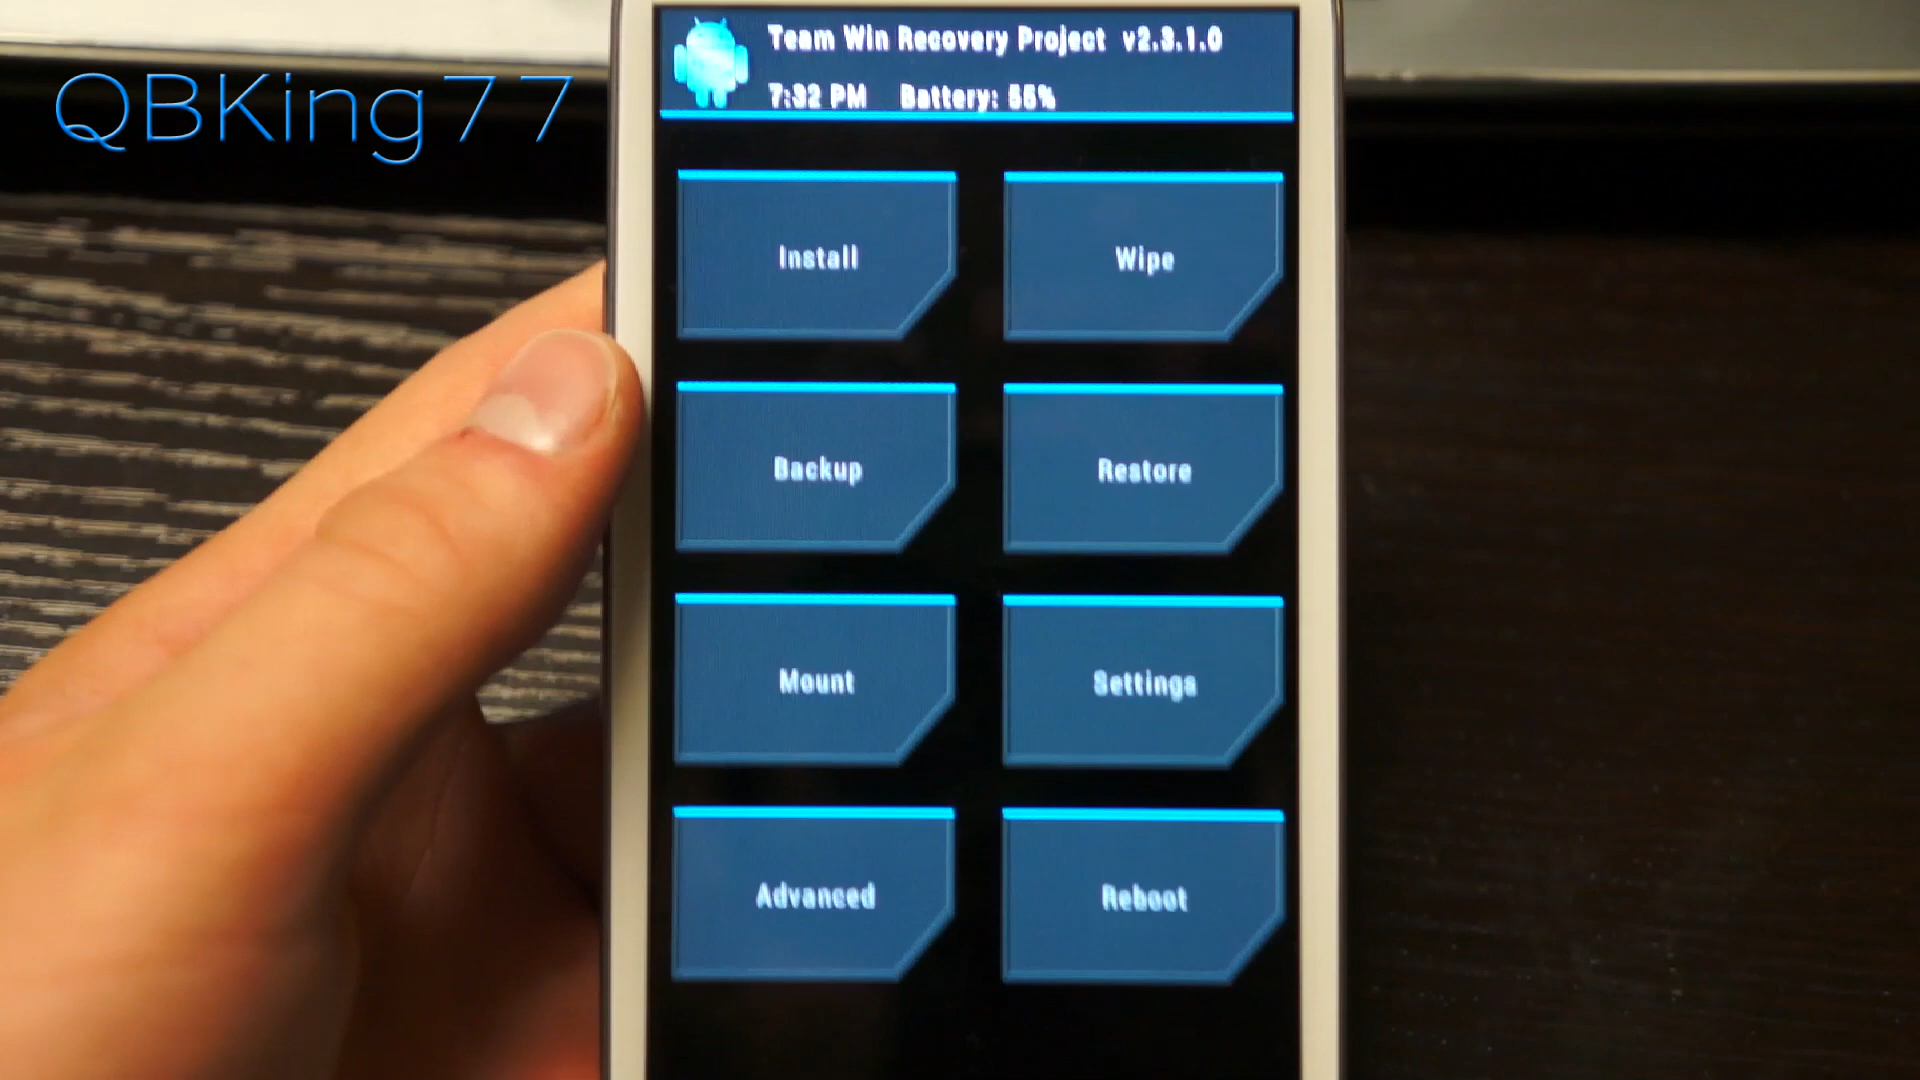 QBKing77
Team Win Recovery Project v2.3.1.0
7:32 PM Battery: 55%
Install
Wipe
Backup
Restore
Mount
Settings
Advanced
Reboot